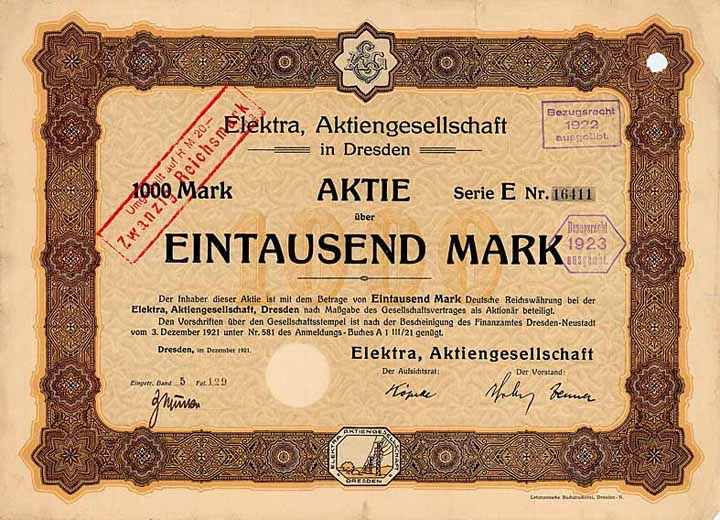 Elektra, Aktiengesellschaft
in Dresden
Umgestellt auf R M 20.-
Zwanzig Reichsmark
Bezugsrecht
1922
ausgeübt.
1000 Mark
AKTIE
Serie E Nr. 16411
über
EINTAUSEND MARK
Bezugsrecht
1923
ausgeübt.
Der Inhaber dieser Aktie ist mit dem Betrage von Eintausend Mark Deutsche Reichswährung bei der
Elektra, Aktiengesellschaft, Dresden nach Maßgabe des Gesellschaftsvertrages als Aktionär beteiligt.
Den Vorschriften über den Gesellschaftsstempel ist nach der Bescheinigung des Finanzamtes Dresden-Neustadt
vom 3. Dezember 1921 unter Nr. 581 des Anmeldungs-Buches A 1 III/21 genügt.
Dresden, im Dezember 1921.
Elektra, Aktiengesellschaft
Der Aufsichtsrat:
Der Vorstand:
Eingetr. Band 5 Fol. 129
ELEKTRA AKTIENGESELLSCHAFT
DRESDEN
Lehmannsche Buchdruckerei, Dresden-N.